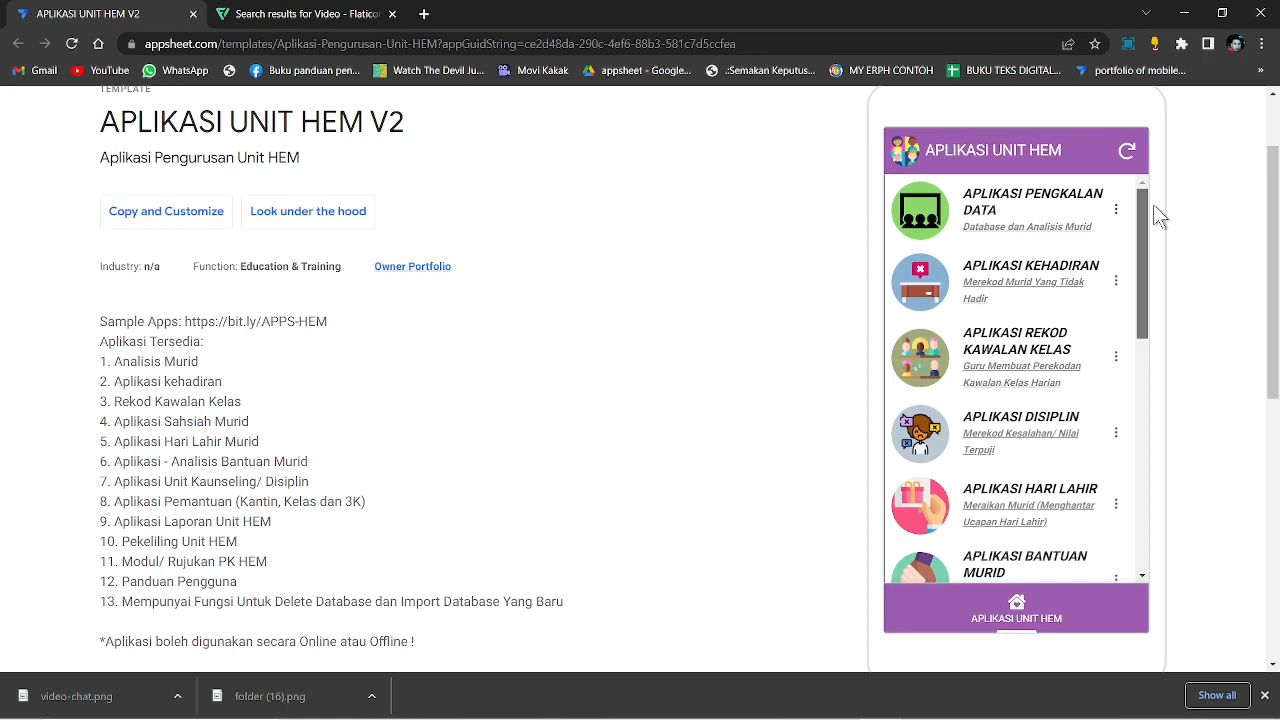 APLIKASI UNIT HEM V2
Search Items for Video - Flaticon
appsheet.com/templates/Aplikasi-Pengurusan-Unit-HEM?appGuidString=ce2d48da-290c-4ef6-88b3-581c7d5ccfea
Gmail
YouTube
WhatsApp
Buku panduan pen...
Watch The Devil Ju...
Movi Kakak
appsheet - Google...
:Semakan Keputus...
MY ERPH CONTOH
BUKU DIGITAL...
portfolio of mobile...
»
TEMPLATE
APLIKASI UNIT HEM V2
Aplikasi Pengurusan Unit HEM
Copy and Customize
Look under the hood
Industry: n/a
Function: Education & Training
Owner Portfolio
Sample Apps: https://bit.ly/APPS-HEM
Aplikasi Tersedia:
1. Analisis Murid
2. Aplikasi kehadiran
3. Rekod Kawalan Kelas
4. Aplikasi Sahsiah Murid
5. Aplikasi Hari Lahir Murid
6. Aplikasi - Analisis Bantuan Murid
7. Aplikasi Unit Kaunseling/ Disiplin
8. Aplikasi Pemantuan (Kantin, Kelas dan 3K)
9. Aplikasi Laporan Unit HEM
10. Pekeliling Unit HEM
11. Modul/ Rujukan PK HEM
12. Panduan Pengguna
13. Mempunyai Fungsi Untuk Delete Database dan Import Database Yang Baru
*Aplikasi boleh digunakan secara Online atau Offline !
APLIKASI UNIT HEM
APLIKASI PENGKALAN
DATA
Database dan Analisis Murid
APLIKASI KEHADIRAN
Merekod Murid Yang Tidak
Hadir
APLIKASI REKOD
KAWALAN KELAS
Guru Membuat Perekodan
Kawalan Kelas Harian
APLIKASI DISIPLIN
Merekod Kesalahan/ Nilai
Terpuji
APLIKASI HARI LAHIR
Meraikan Murid (Menghantar
Ucapan Hari Lahir)
APLIKASI BANTUAN
MURID
APLIKASI UNIT HEM
video-chat.png
folder (16).png
Show all